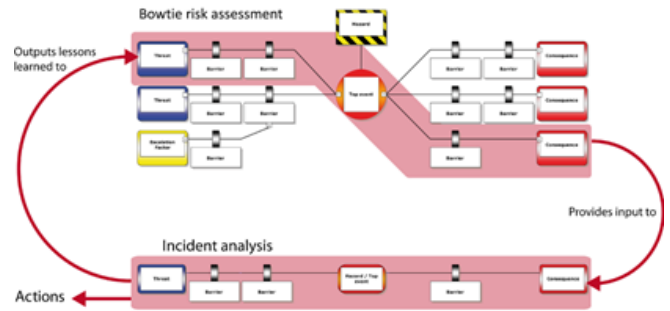 Bowtie risk assessment
Hazard
Outputs lessons
learned to
Threat
Barrier
Barrier
Barrier
Barrier
Consequence
Top event
Threat
Barrier
Barrier
Barrier
Barrier
Consequence
Escalation
Factor
Barrier
Barrier
Consequence
Provides input to
Incident analysis
Threat
Barrier
Barrier
Hazard / Top
event
Barrier
Consequence
Actions